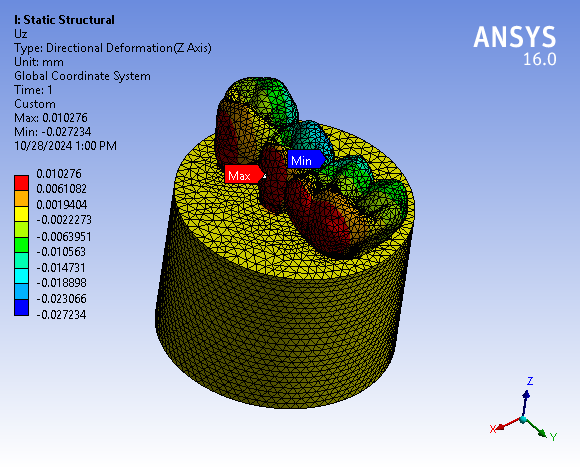 I: Static Structural
Uz
Type: Directional Deformation(Z Axis)
Unit: mm
Global Coordinate System
Time: 1
Custom
Max: 0.010276
Min: -0.027234
10/28/2024 1:00 PM
ANSYS
16.0
0.010276
0.0061082
0.0019404
-0.0022273
-0.0063951
-0.010563
-0.014731
-0.018898
-0.023066
-0.027234
Min
Max
Z
X
Y